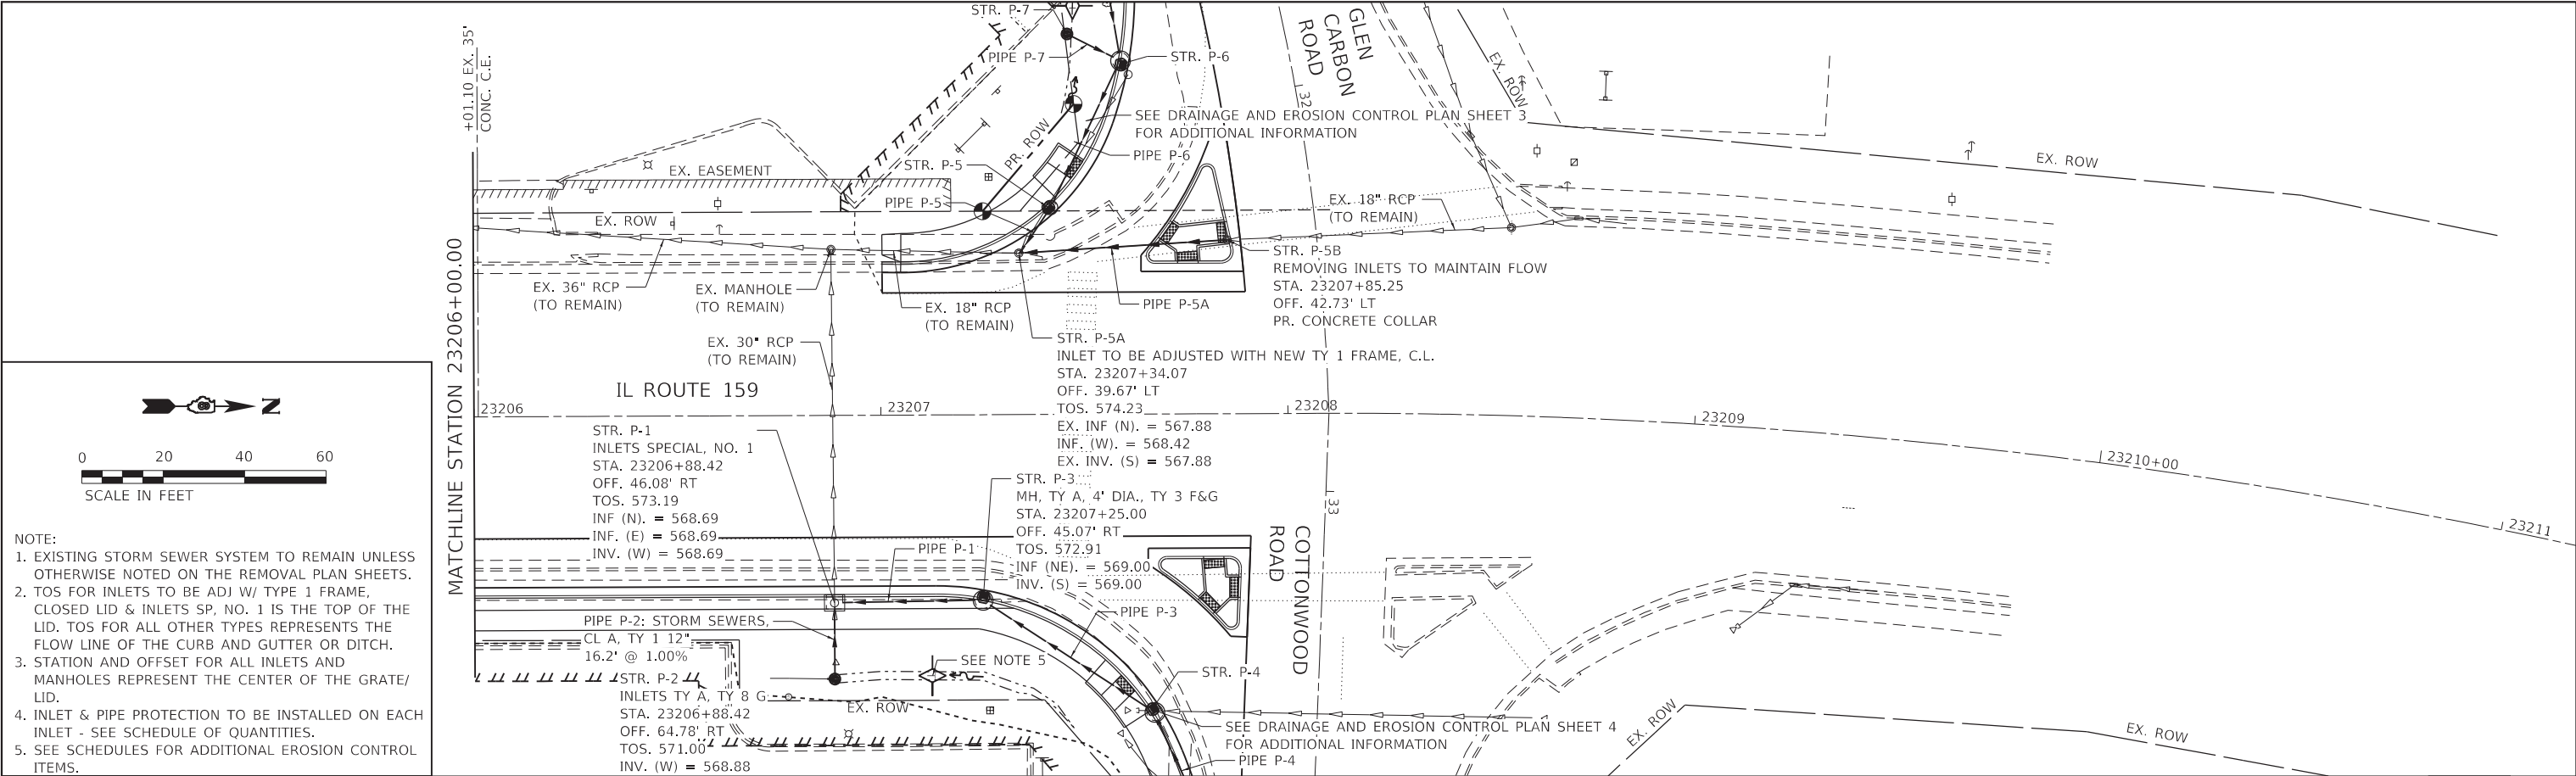 STR. P-7
PIPE P-7
STR. P-6
GLEN
CARBON
ROAD
32
EX. ROW
+01.10 EX. 35'
CONC. C.E.
SEE DRAINAGE AND EROSION CONTROL PLAN SHEET 3
FOR ADDITIONAL INFORMATION
PR. ROW
PIPE P-6
STR. P-5
EX. EASEMENT
EX. ROW
PIPE P-5
EX. ROW
EX. 18" RCP
(TO REMAIN)
STR. P-5B
REMOVING INLETS TO MAINTAIN FLOW
STA. 23207+85.25
OFF. 42.73' LT
PR. CONCRETE COLLAR
EX. 36" RCP
(TO REMAIN)
EX. MANHOLE
(TO REMAIN)
EX. 18" RCP
(TO REMAIN)
PIPE P-5A
EX. 30" RCP
(TO REMAIN)
STR. P-5A
INLET TO BE ADJUSTED WITH NEW TY 1 FRAME, C.L.
STA. 23207+34.07
OFF. 39.67' LT
TOS. 574.23
EX. INF (N). = 567.88
INF. (W). = 568.42
EX. INV. (S) = 567.88
MATCHLINE STATION 23206+00.00
IL ROUTE 159
23206
23207
23208
23209
23210+00
23211
N
0 20 40 60
SCALE IN FEET
STR. P-1
INLETS SPECIAL, NO. 1
STA. 23206+88.42
OFF. 46.08' RT
TOS. 573.19
INF (N). = 568.69
INF. (E) = 568.69
INV. (W) = 568.69
STR. P-3
MH, TY A, 4' DIA., TY 3 F&G
STA. 23207+25.00
OFF. 45.07' RT
TOS. 572.91
INF (NE). = 569.00
INV. (S) = 569.00
33
COTTONWOOD
ROAD
PIPE P-1
PIPE P-3
PIPE P-2: STORM SEWERS,
CL A, TY 1 12"
16.2' @ 1.00%
SEE NOTE 5
STR. P-4
STR. P-2
INLETS TY A, TY 8 G
STA. 23206+88.42
OFF. 64.78' RT
TOS. 571.00
INV. (W) = 568.88
EX. ROW
SEE DRAINAGE AND EROSION CONTROL PLAN SHEET 4
FOR ADDITIONAL INFORMATION
PIPE P-4
EX. ROW
EX. ROW
NOTE:
1. EXISTING STORM SEWER SYSTEM TO REMAIN UNLESS
OTHERWISE NOTED ON THE REMOVAL PLAN SHEETS.
2. TOS FOR INLETS TO BE ADJ W/ TYPE 1 FRAME,
CLOSED LID & INLETS SP, NO. 1 IS THE TOP OF THE
LID. TOS FOR ALL OTHER TYPES REPRESENTS THE
FLOW LINE OF THE CURB AND GUTTER OR DITCH.
3. STATION AND OFFSET FOR ALL INLETS AND
MANHOLES REPRESENT THE CENTER OF THE GRATE/
LID.
4. INLET & PIPE PROTECTION TO BE INSTALLED ON EACH
INLET - SEE SCHEDULE OF QUANTITIES.
5. SEE SCHEDULES FOR ADDITIONAL EROSION CONTROL
ITEMS.